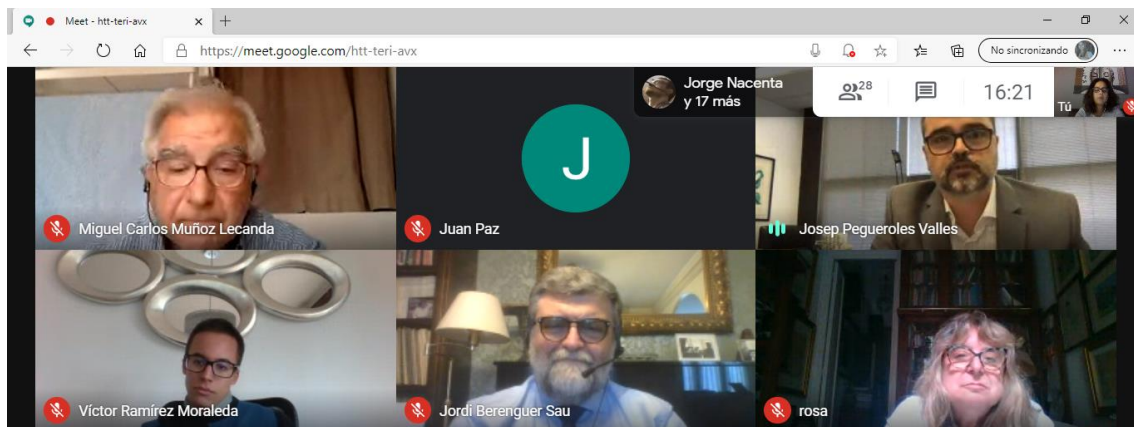 Meet - htt-teri-avx
https://meet.google.com/htt-teri-avx
No sincronizando
Jorge Nacenta
y 17 más
28
16:21
Tú
Miguel Carlos Muñoz Lecanda
J
Juan Paz
Josep Pegueroles Valles
Víctor Ramírez Moraleda
Jordi Berenguer Sau
rosa